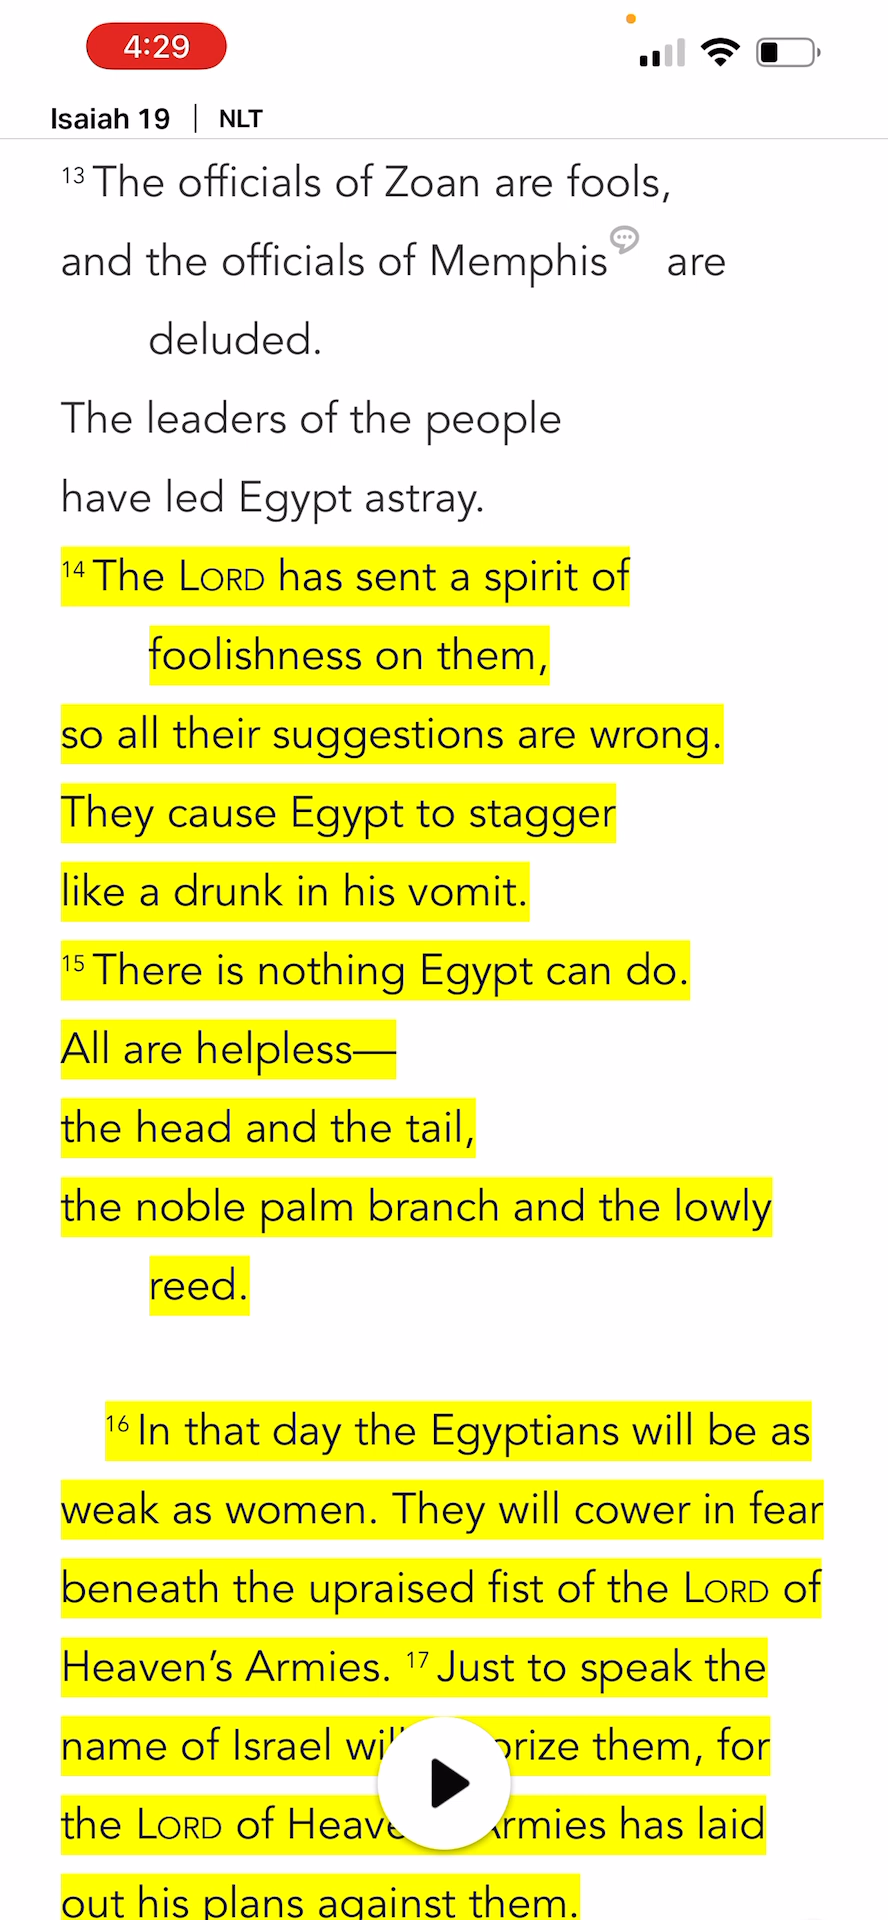 4:29
Isaiah 19 | NLT
13 The officials of Zoan are fools,
and the officials of Memphis are
deluded.
The leaders of the people
have led Egypt astray.
14 The LORD has sent a spirit of
foolishness on them,
so all their suggestions are wrong.
They cause Egypt to stagger
like a drunk in his vomit.
15 There is nothing Egypt can do.
All are helpless—
the head and the tail,
the noble palm branch and the lowly
reed.
16 In that day the Egyptians will be as
weak as women. They will cower in fear
beneath the upraised fist of the LORD of
Heaven’s Armies. 17 Just to speak the
name of Israel them, for
the LORD of has laid
out his plans against them.